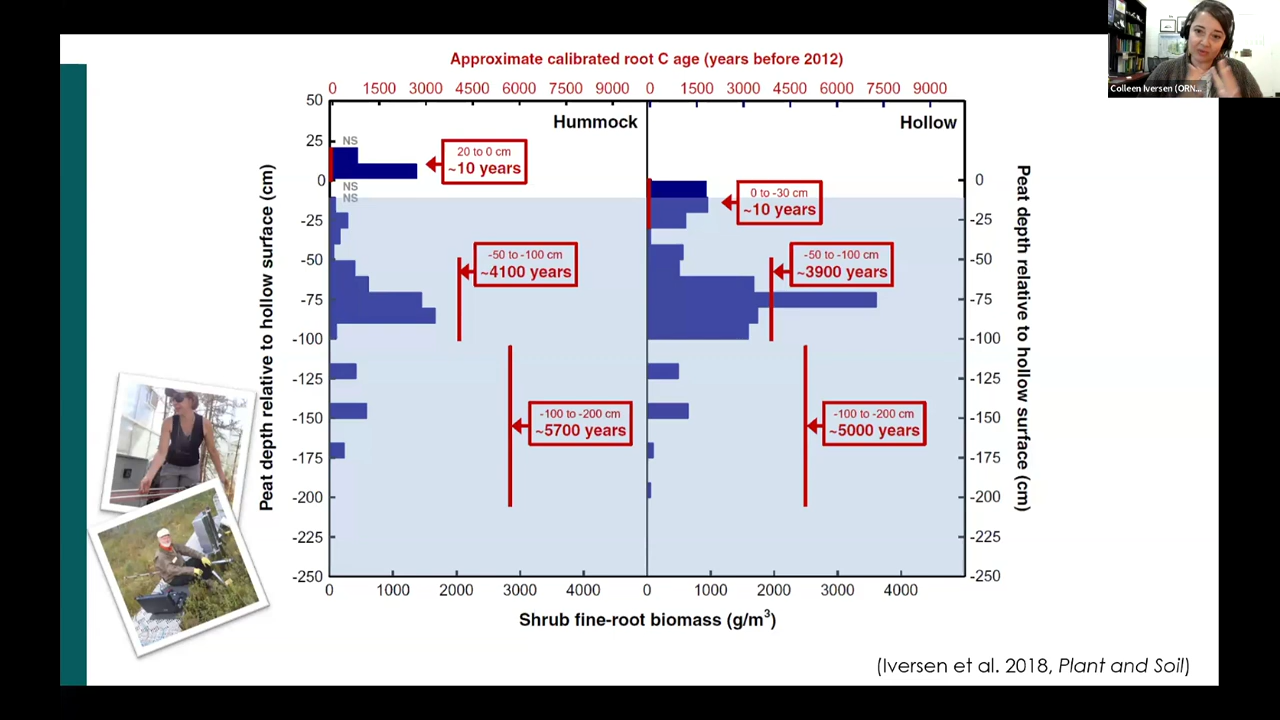 Colleen Iversen (ORN...
Approximate calibrated root C age (years before 2012)
0 1500 3000 4500 6000 7500 9000 0 1500 3000 4500 6000 7500 9000
50
25
0
-25
-50
-75
-100
-125
-150
-175
-200
-225
-250
Peat depth relative to hollow surface (cm)
Hummock
NS
NS
NS
20 to 0 cm
~10 years
-50 to -100 cm
~4100 years
-100 to -200 cm
~5700 years
Hollow
0 to -30 cm
~10 years
-50 to -100 cm
~3900 years
-100 to -200 cm
~5000 years
0
-25
-50
-75
-100
-125
-150
-175
-200
-225
-250
Peat depth relative to hollow surface (cm)
0 1000 2000 3000 4000 0 1000 2000 3000 4000
Shrub fine-root biomass (g/m³)
(Iversen et al. 2018, Plant and Soil)